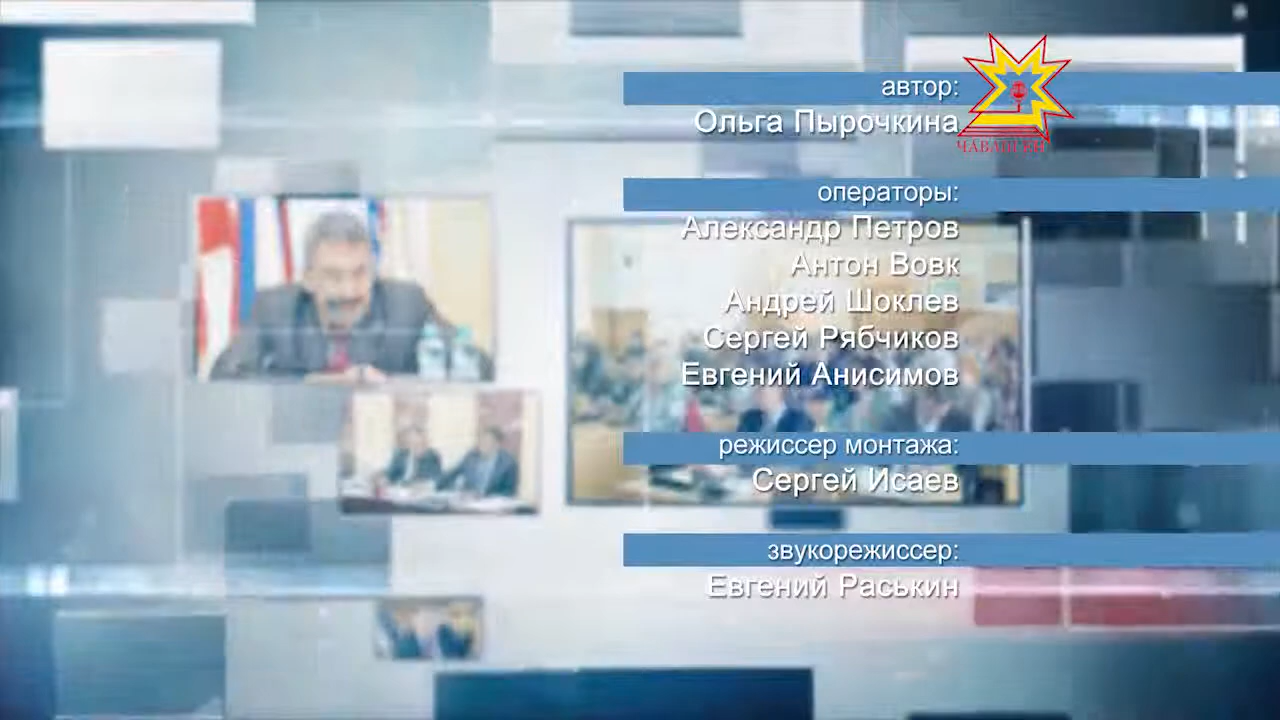 автор:
Ольга Пырочкина
операторы:
Александр Петров
Антон Вовк
Андрей Шоклев
Сергей Рябчиков
Евгений Анисимов
режиссер монтажа:
Сергей Исаев
звукорежиссер:
Евгений Раськин